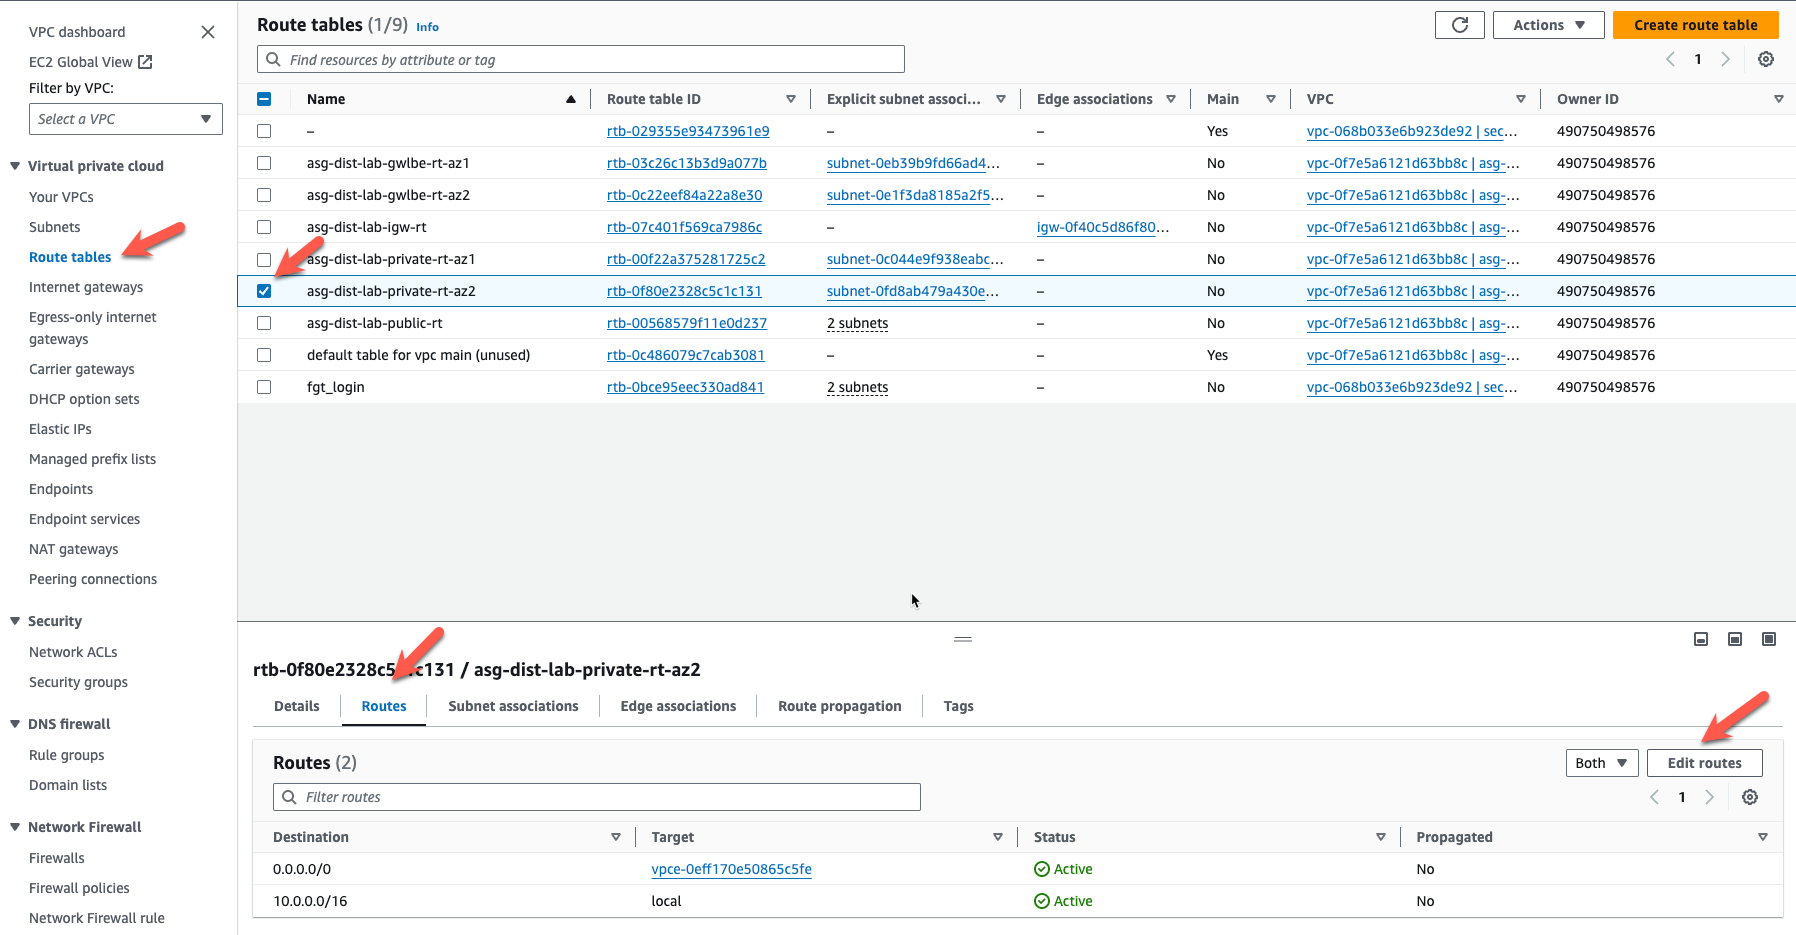 VPC dashboard
EC2 Global View
Filter by VPC:
Select a VPC
Virtual private cloud
Your VPCs
Subnets
Route tables
Internet gateways
Egress-only internet
gateways
Carrier gateways
DHCP option sets
Elastic IPs
Managed prefix lists
Endpoints
Endpoint services
NAT gateways
Peering connections
Security
Network ACLs
Security groups
DNS firewall
Rule groups
Domain lists
Network Firewall
Firewalls
Firewall policies
Network Firewall rule
Route tables (1/9) Info
Actions
Create route table
Find resources by attribute or tag
1
Name Route table ID Explicit subnet associ... Edge associations Main VPC Owner ID
– rtb-029355e93473961e9 – – Yes vpc-068b033e6b923de92 | sec... 490750498576
asg-dist-lab-gwlbe-rt-az1 rtb-03c26c13b3d9a077b subnet-0eb39b9fd66ad4... – No vpc-0f7e5a6121d63bb8c | asg-... 490750498576
asg-dist-lab-gwlbe-rt-az2 rtb-0c22eef84a22a8e30 subnet-0e1f3da8185a2f5... – No vpc-0f7e5a6121d63bb8c | asg-... 490750498576
asg-dist-lab-igw-rt rtb-07c401f569ca7986c – igw-0f40c5d86f80... No vpc-0f7e5a6121d63bb8c | asg-... 490750498576
asg-dist-lab-private-rt-az1 rtb-00f22a375281725c2 subnet-0c044e9f938eabc... – No vpc-0f7e5a6121d63bb8c | asg-... 490750498576
asg-dist-lab-private-rt-az2 rtb-0f80e2328c5c1c131 subnet-0fd8ab479a430e... – No vpc-0f7e5a6121d63bb8c | asg-... 490750498576
asg-dist-lab-public-rt rtb-00568579f11e0d237 2 subnets – No vpc-0f7e5a6121d63bb8c | asg-... 490750498576
default table for vpc main (unused) rtb-0c486079c7cab3081 – – Yes vpc-0f7e5a6121d63bb8c | asg-... 490750498576
fgt_login rtb-0bce95eec330ad841 2 subnets – No vpc-068b033e6b923de92 | sec... 490750498576
rtb-0f80e2328c5c1c131 / asg-dist-lab-private-rt-az2
Details Routes Subnet associations Edge associations Route propagation Tags
Routes (2)
Both
Edit routes
Filter routes
1
Destination Target Status Propagated
0.0.0.0/0 vpce-0eff170e50865c5fe Active No
10.0.0.0/16 local Active No